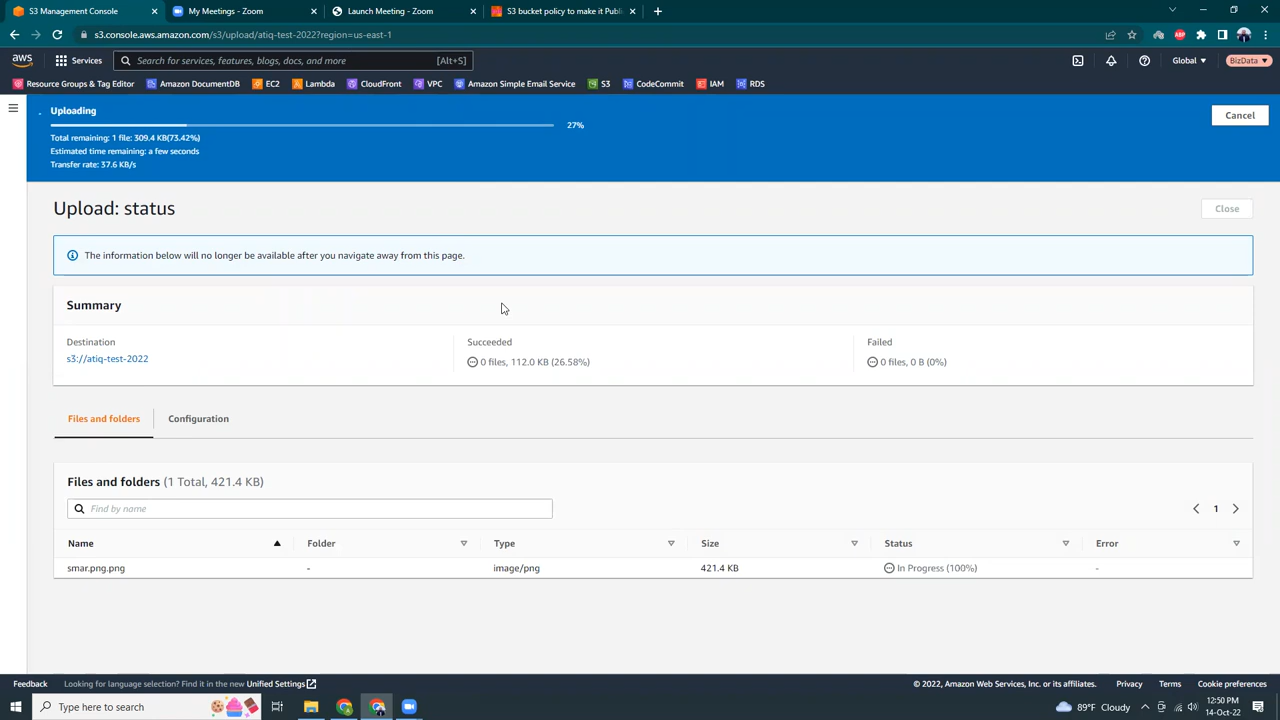 S3 Management Console
My Meetings - Zoom
Launch Meeting - Zoom
S3 bucket policy to make it Publ
s3.console.aws.amazon.com/s3/upload/atiq-test-2022?region=us-east-1
aws
Services
Search for services, features, blogs, docs, and more
[Alt+S]
Global
BizData
Resource Groups & Tag Editor
Amazon DocumentDB
EC2
Lambda
CloudFront
VPC
Amazon Simple Email Service
S3
CodeCommit
IAM
RDS
Uploading
27%
Cancel
Total remaining: 1 file: 309.4 KB(73.42%)
Estimated time remaining: a few seconds
Transfer rate: 37.6 KB/s
Upload: status
Close
The information below will no longer be available after you navigate away from this page.
Summary
Destination
Succeeded
Failed
s3://atiq-test-2022
0 files, 112.0 KB (26.58%)
0 files, 0 B (0%)
Files and folders
Configuration
Files and folders (1 Total, 421.4 KB)
Find by name
1
Name
Folder
Type
Size
Status
Error
smar.png.png
-
image/png
421.4 KB
In Progress (100%)
-
Feedback
Looking for language selection? Find it in the new Unified Settings
© 2022, Amazon Web Services, Inc. or its affiliates.
Privacy
Terms
Cookie preferences
Type here to search
89°F Cloudy
12:50 PM
14-Oct-22